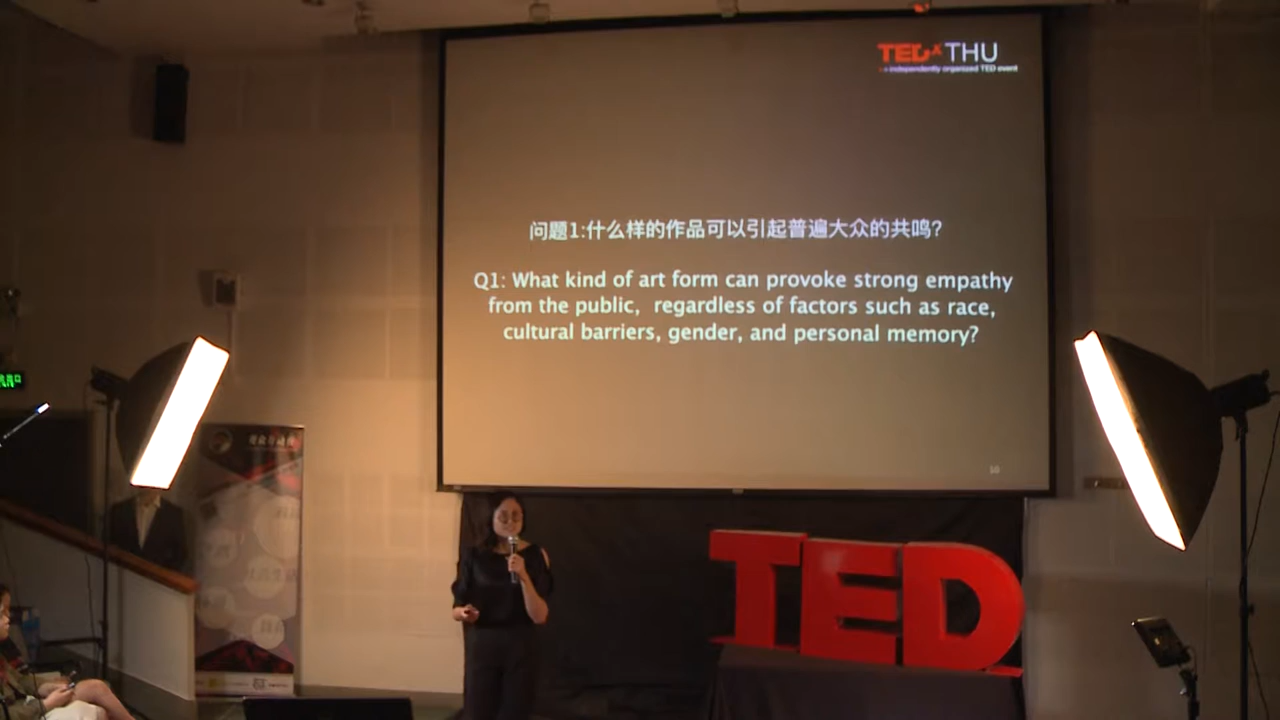 TEDxTHU
x = independently organized TED event
问题1:什么样的作品可以引起普遍大众的共鸣?
Q1: What kind of art form can provoke strong empathy
from the public, regardless of factors such as race,
cultural barriers, gender, and personal memory?
10
TED